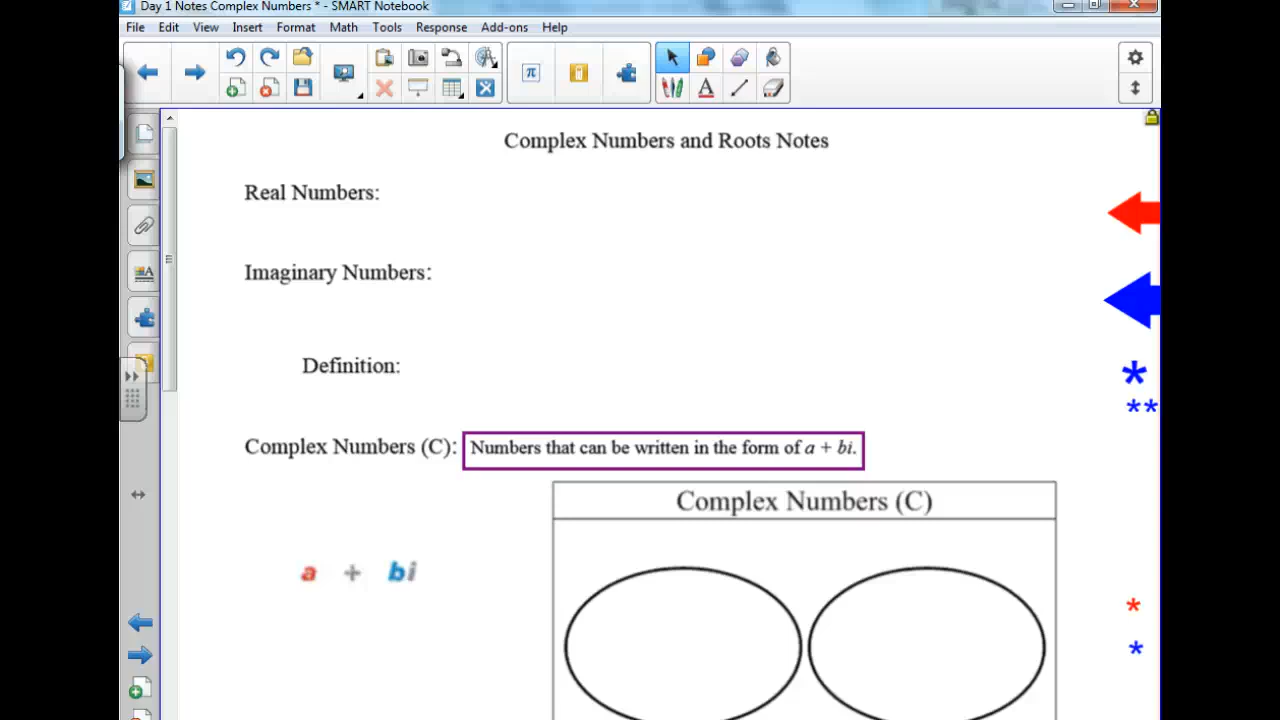 Day 1 Notes Complex Numbers * - SMART Notebook
File Edit View Insert Format Math Tools Response Add-ons Help
π
A
Complex Numbers and Roots Notes
Real Numbers:
Imaginary Numbers:
Definition:
*
**
Complex Numbers (C): Numbers that can be written in the form of a + bi.
Complex Numbers (C)
a + bi
*
*